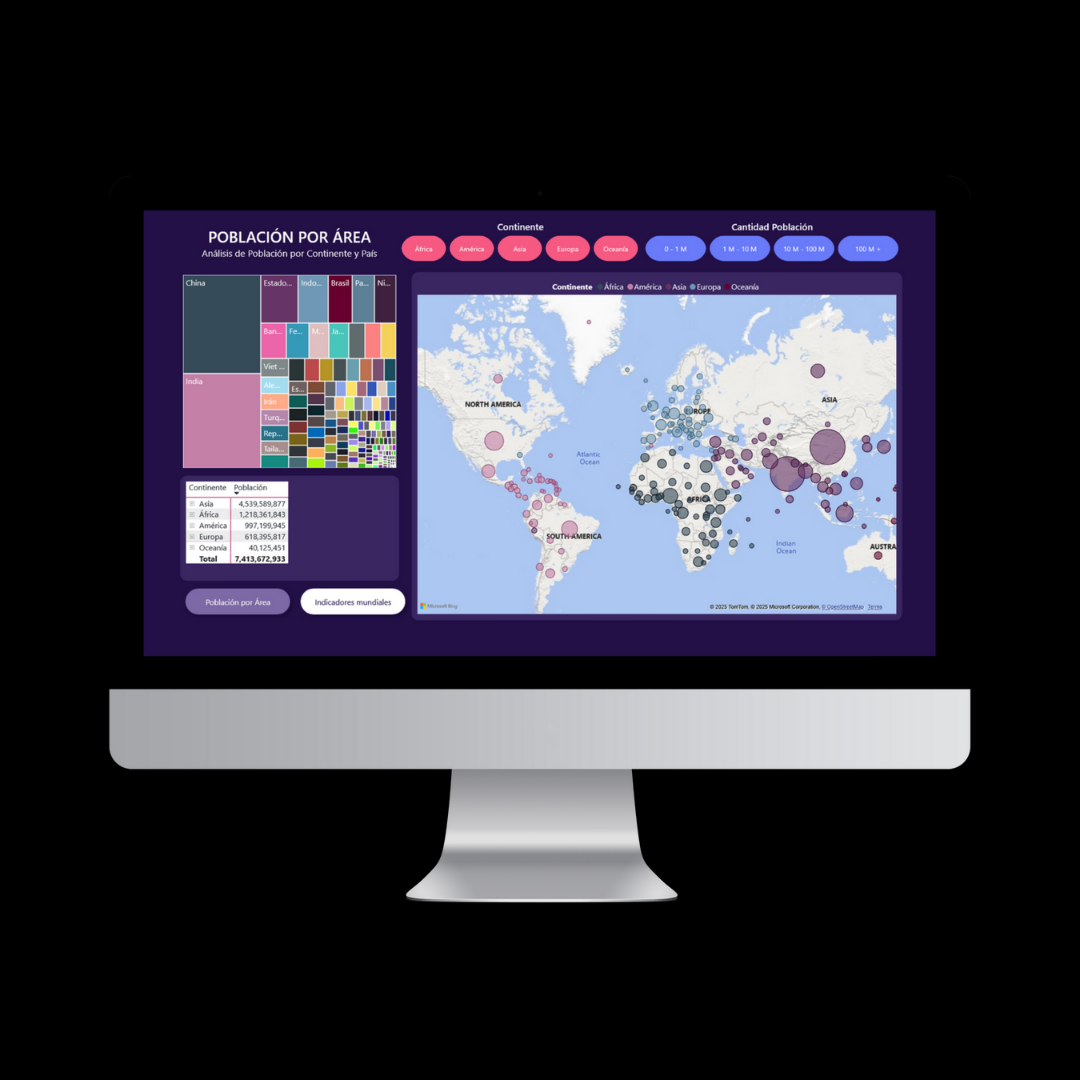 POBLACIÓN POR ÁREA
Análisis de Población por Continente y País
Continente
África
América
Asia
Europa
Oceanía
Cantidad Población
0 - 1 M
1 M - 10 M
10 M - 100 M
100 M +
China
Estado...
Indo...
Brasil
Pa...
Ni...
Ban...
Fe...
M...
Ja...
Viet ...
India
Ale...
Es...
Irán
Turq...
Rep...
Taila...
Continente Población
Asia 4,539,589,877
África 1,218,361,843
América 997,199,945
Europa 618,395,817
Oceanía 40,125,451
Total 7,413,672,933
Población por Área
Indicadores mundiales
Continente África América Asia Europa Oceanía
NORTH AMERICA
EUROPE
ASIA
Atlantic
Ocean
AFRICA
SOUTH AMERICA
Indian
Ocean
AUSTRA
Microsoft Bing
© 2025 TomTom, © 2025 Microsoft Corporation, © OpenStreetMap Terms